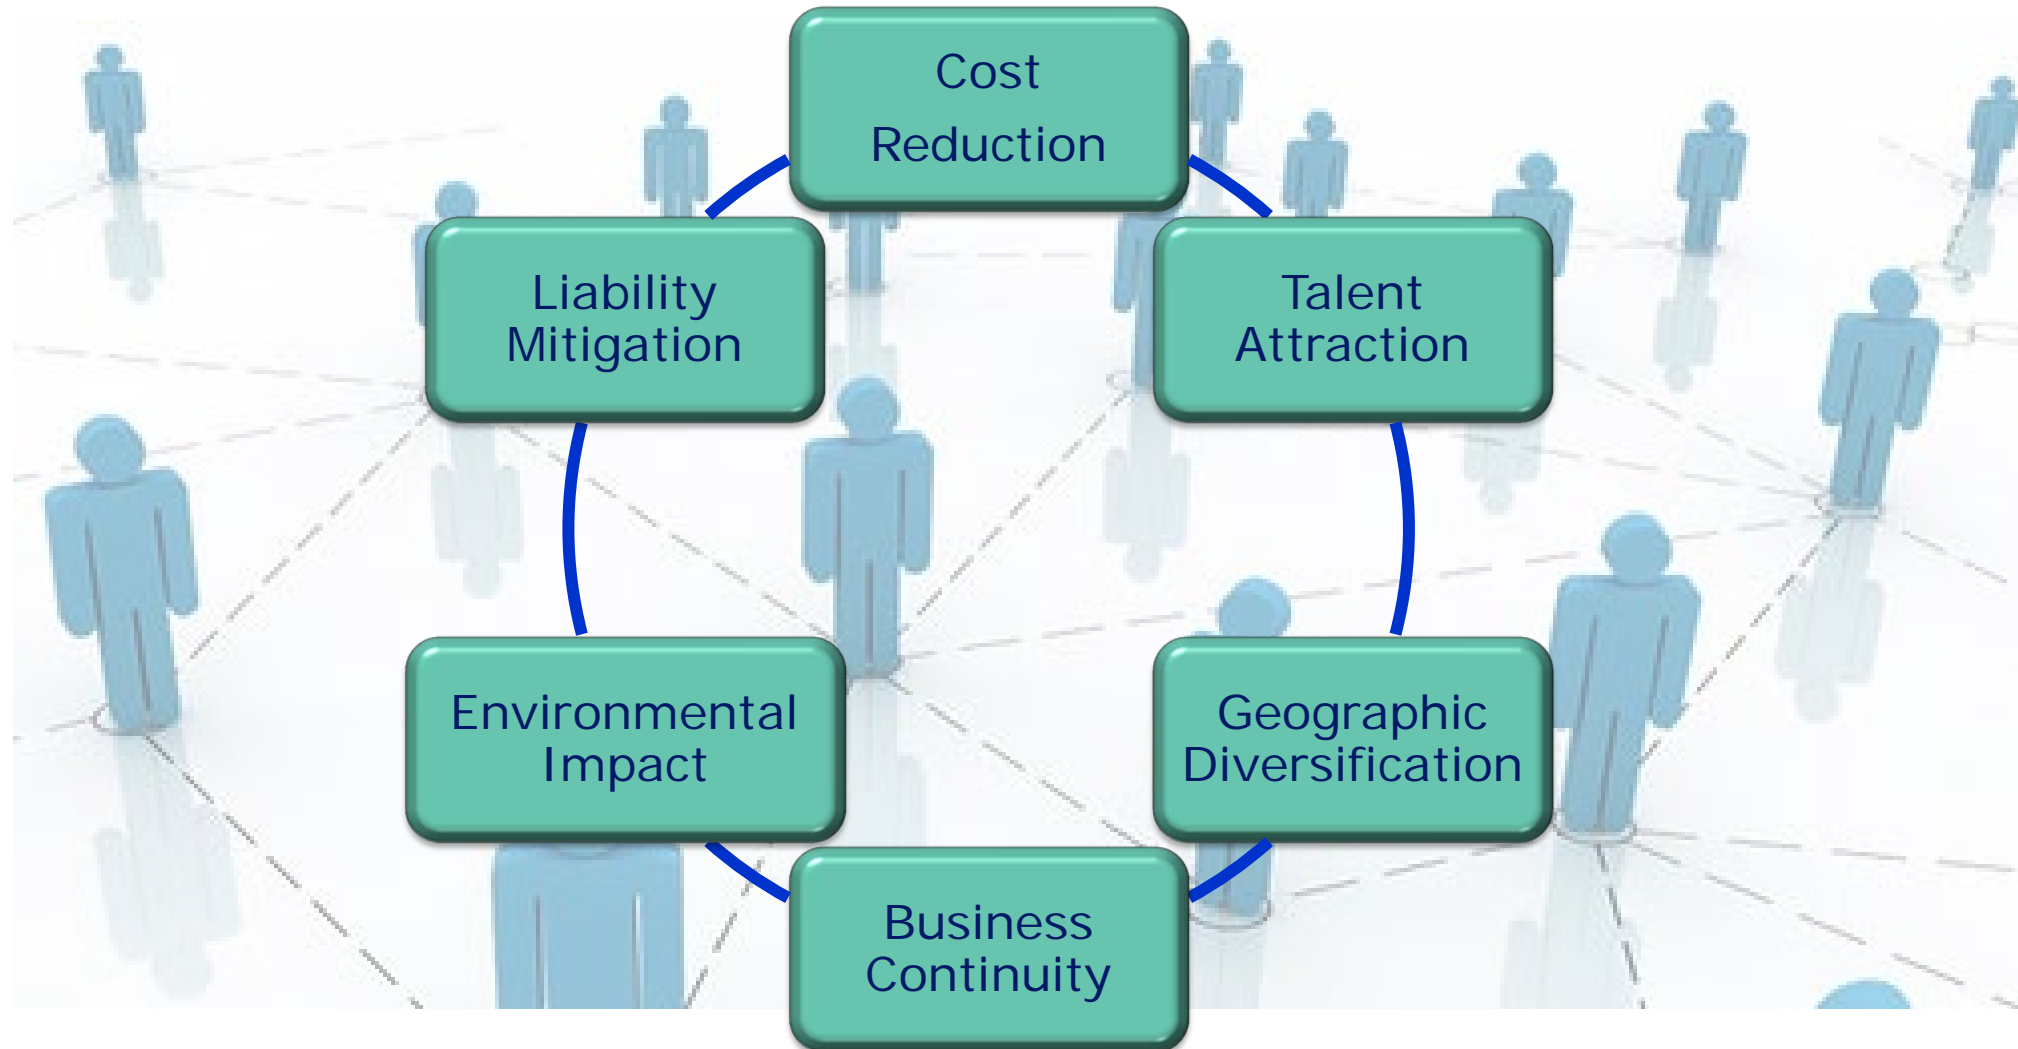 Cost
Reduction
Liability
Mitigation
Talent
Attraction
Environmental
Impact
Geographic
Diversification
Business
Continuity